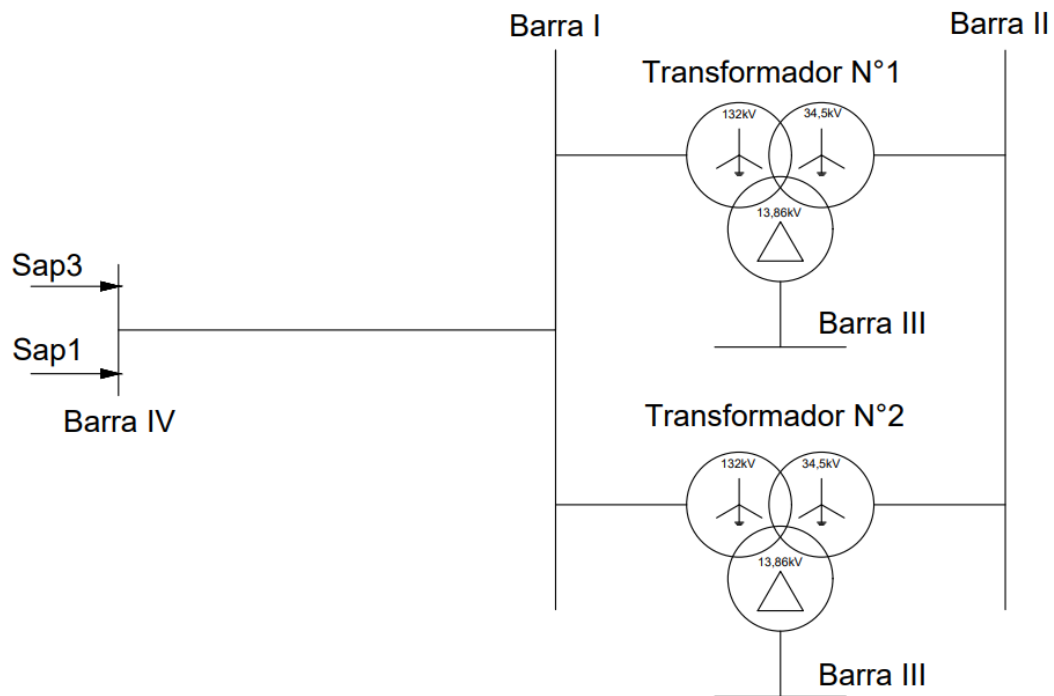 Barra I
Barra II
Transformador N°1
132kV
34,5kV
13,86kV
Barra III
Sap3
Sap1
Barra IV
Transformador N°2
132kV
34,5kV
13,86kV
Barra III